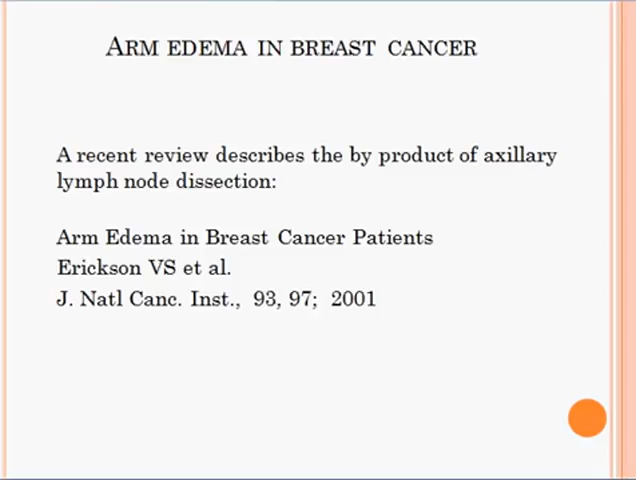 ARM EDEMA IN BREAST CANCER
A recent review describes the by product of axillary
lymph node dissection:
Arm Edema in Breast Cancer Patients
Erickson VS et al.
J. Natl Canc. Inst., 93, 97; 2001